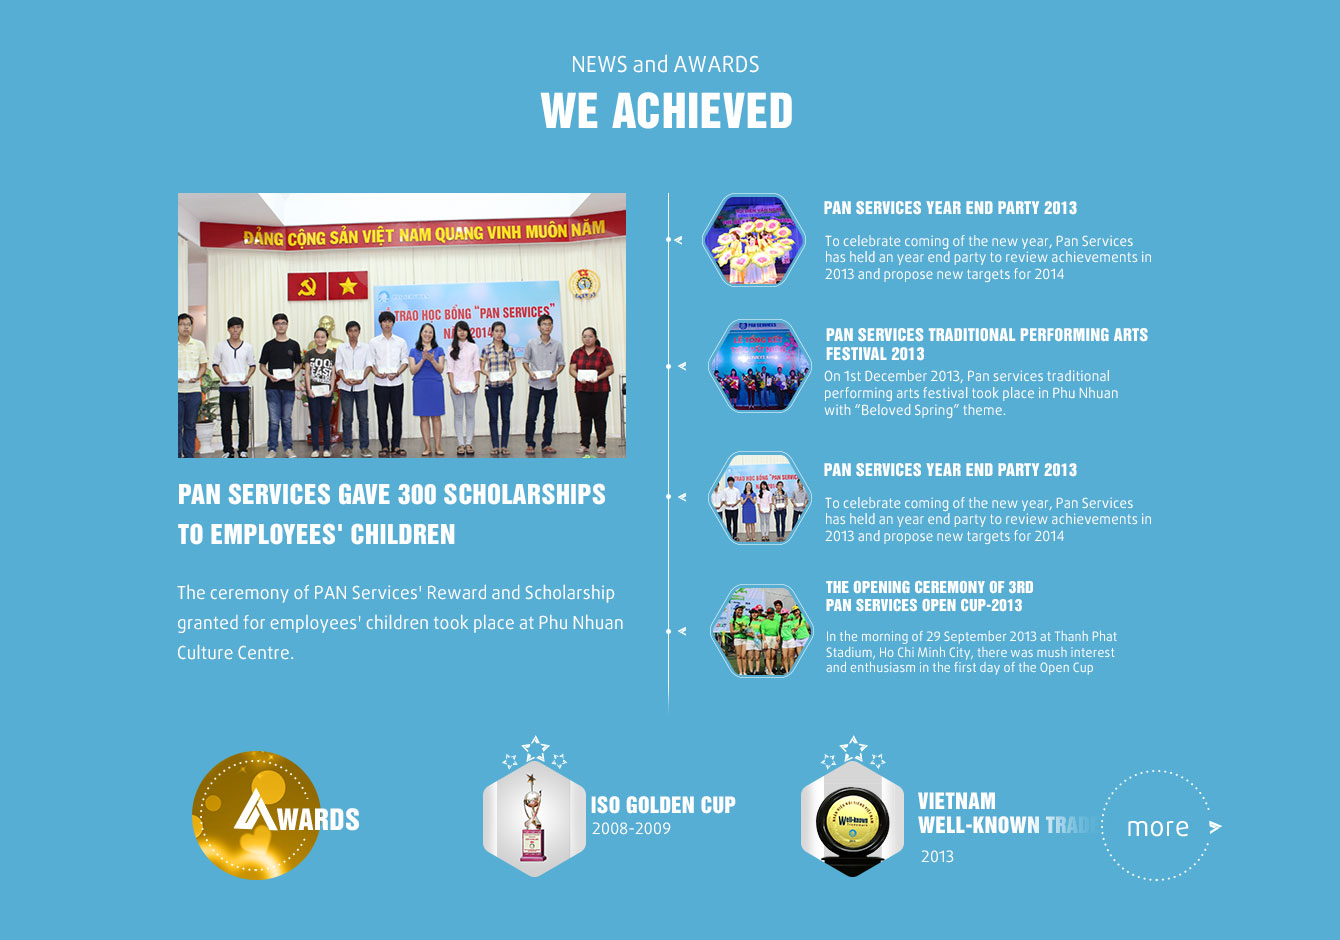 NEWS and AWARDS
WE ACHIEVED
ĐẢNG CỘNG SẢN VIỆT NAM QUANG VINH MUÔN NĂM
TRAO HỌC BỔNG "PAN SERVICES"
2014
PAN SERVICES GAVE 300 SCHOLARSHIPS
TO EMPLOYEES' CHILDREN
The ceremony of PAN Services' Reward and Scholarship
granted for employees' children took place at Phu Nhuan
Culture Centre.
PAN SERVICES YEAR END PARTY 2013
To celebrate coming of the new year, Pan Services
has held an year end party to review achievements in
2013 and propose new targets for 2014
PAN SERVICES
PAN SERVICES TRADITIONAL PERFORMING ARTS
FESTIVAL 2013
On 1st December 2013, Pan services traditional
performing arts festival took place in Phu Nhuan
with “Beloved Spring” theme.
TRAO HỌC BỔNG "PAN SERVIC
PAN SERVICES YEAR END PARTY 2013
To celebrate coming of the new year, Pan Services
has held an year end party to review achievements in
2013 and propose new targets for 2014
THE OPENING CEREMONY OF 3RD
PAN SERVICES OPEN CUP-2013
In the morning of 29 September 2013 at Thanh Phat
Stadium, Ho Chi Minh City, there was mush interest
and enthusiasm in the first day of the Open Cup
AWARDS
ISO GOLDEN CUP
2008-2009
Well-known
VIETNAM
WELL-KNOWN TRAD
2013
more